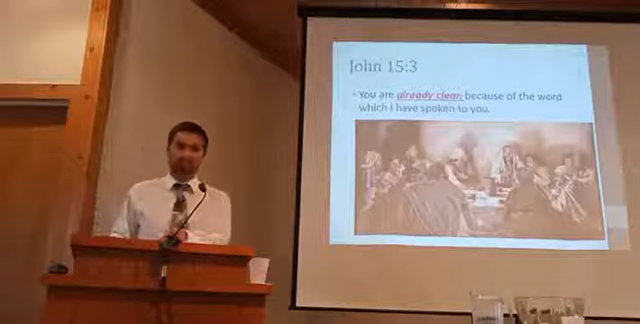 John 15:3
You are already clean because of the word
which I have spoken to you.